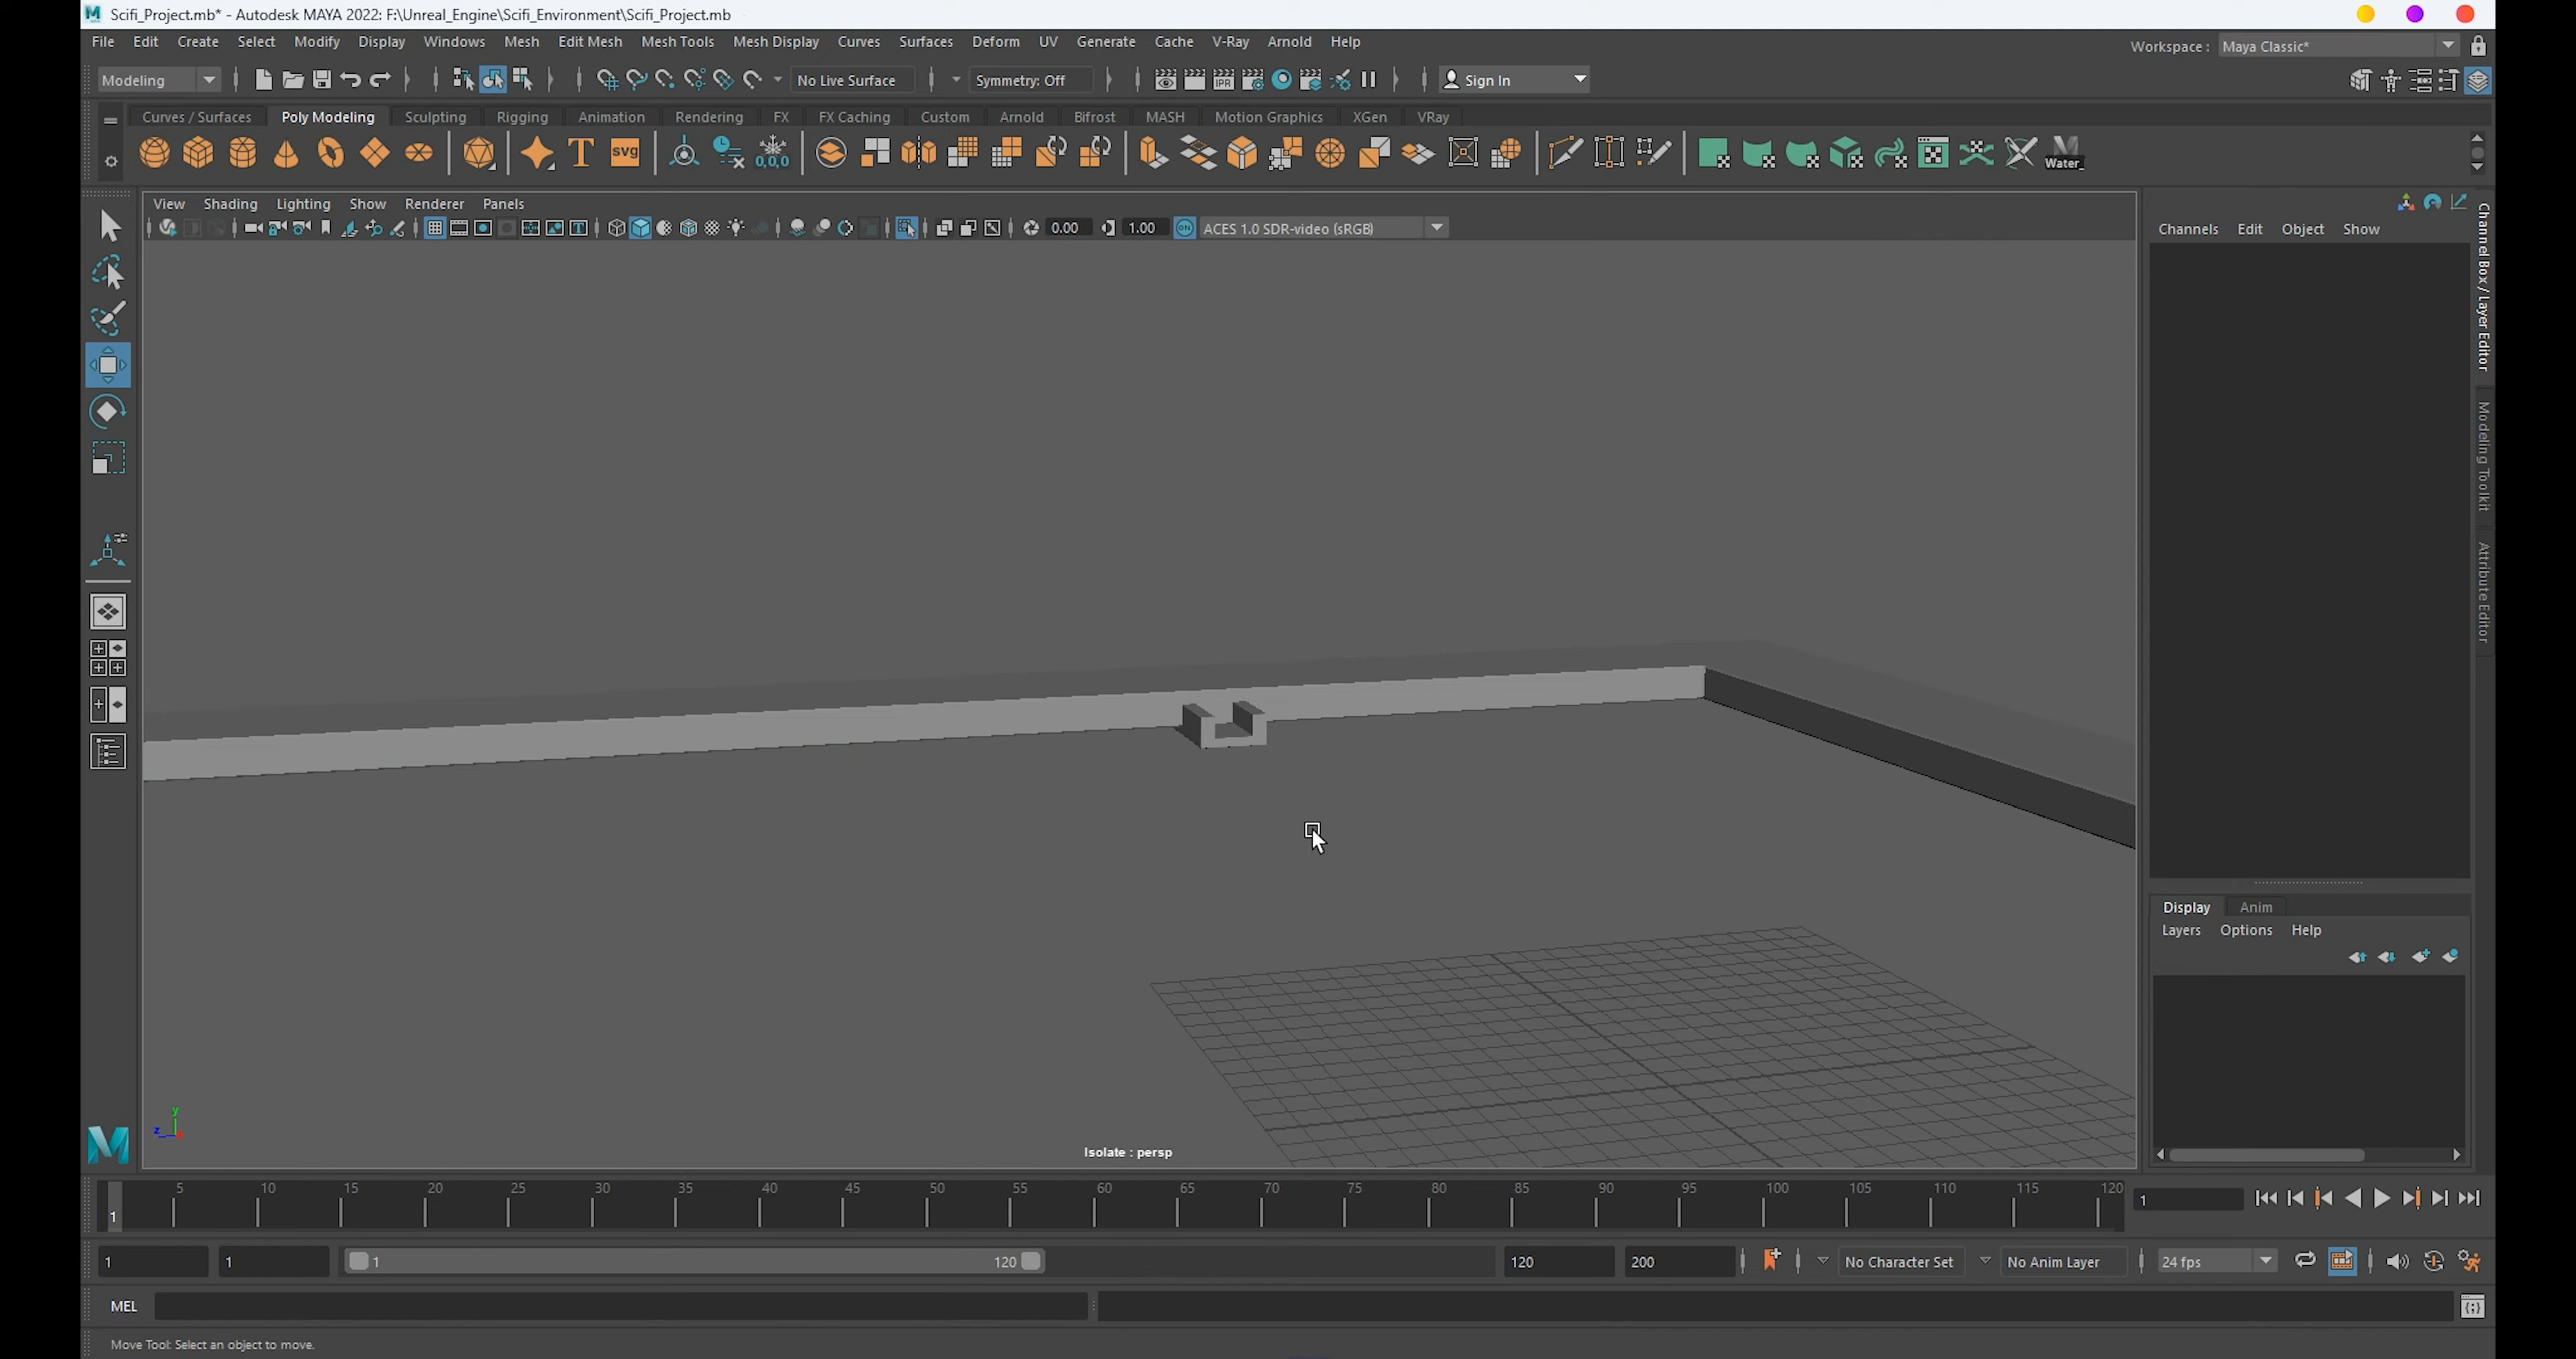 Scifi_Project.mb* - Autodesk MAYA 2022: F:\Unreal_Engine\Scifi_Environment\Scifi_Project.mb
File Edit Create Select Modify Display Windows Mesh Edit Mesh Mesh Tools Mesh Display Curves Surfaces Deform UV Generate Cache V-Ray Arnold Help
Workspace : Maya Classic*
Modeling No Live Surface Symmetry: Off IPR Sign In
Curves / Surfaces Poly Modeling Sculpting Rigging Animation Rendering FX FX Caching Custom Arnold Bifrost MASH Motion Graphics XGen VRay
T SVG 0,0,0 Water_
View Shading Lighting Show Renderer Panels
0.00 1.00 ON ACES 1.0 SDR-video (sRGB)
Channels Edit Object Show
Channel Box / Layer Editor
Modeling Toolkit
Attribute Editor
Display Anim
Layers Options Help
y
z
Isolate : persp
5 10 15 20 25 30 35 40 45 50 55 60 65 70 75 80 85 90 95 100 105 110 115 120
1 1
1 1 1 120 120 200 No Character Set No Anim Layer 24 fps
MEL
Move Tool: Select an object to move.